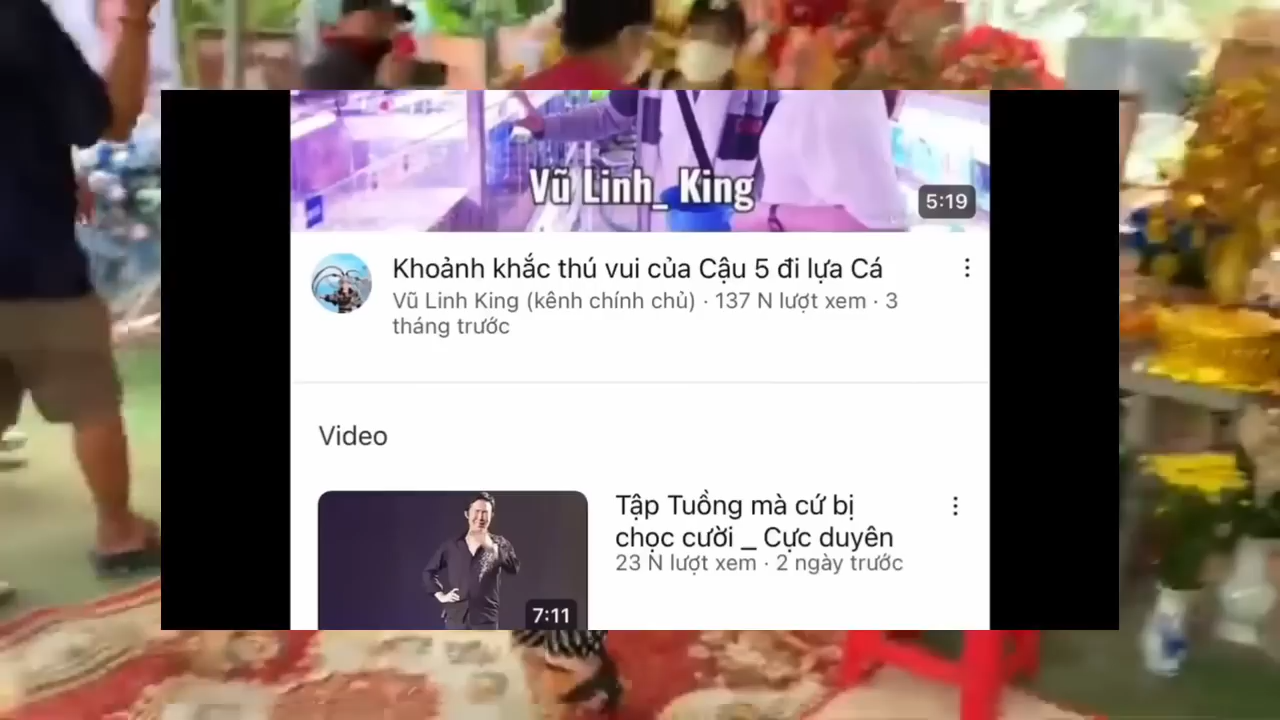 Vũ Linh_ King
5:19
Khoảnh khắc thú vui của Cậu 5 đi lựa Cá
Vũ Linh King (kênh chính chủ) · 137 N lượt xem · 3
tháng trước
Video
Tập Tuồng mà cứ bị
chọc cười _ Cực duyên
23 N lượt xem · 2 ngày trước
7:11